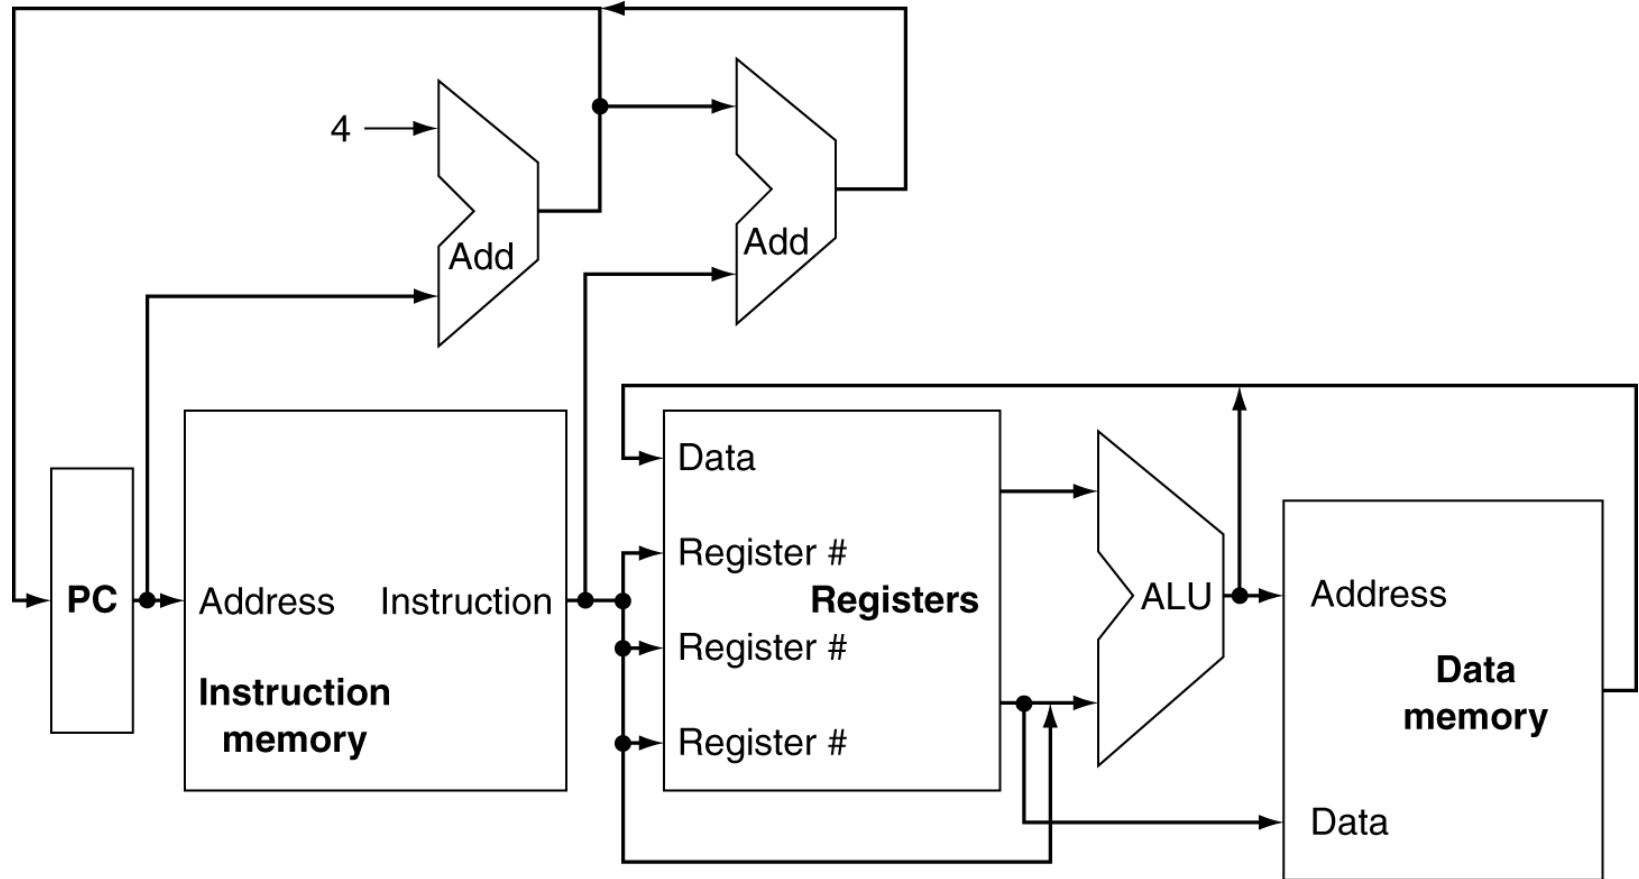 4
Add
Add
Data
Register #
PC
Address
Instruction
Registers
ALU
Address
Register #
Instruction
memory
Data
memory
Register #
Data